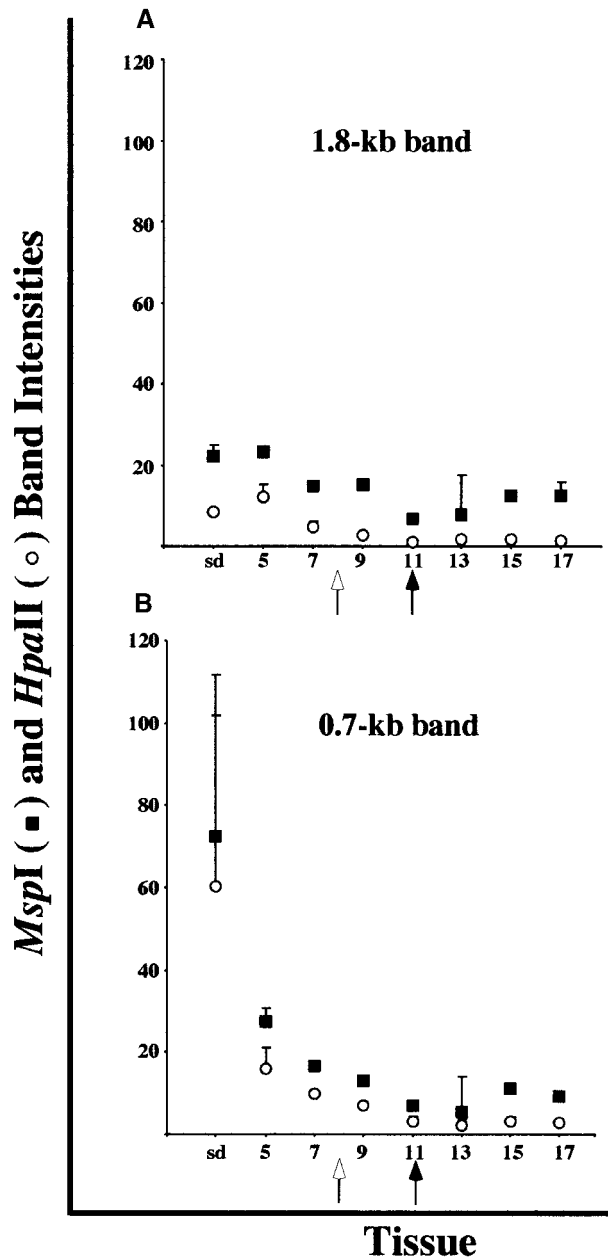 A
120
100
80
60
40
20
1.8-kb band
sd 5 7 9 11 13 15 17
B
120
100
80
60
40
20
0.7-kb band
sd 5 7 9 11 13 15 17
MspI (■) and HpaII (○) Band Intensities
Tissue